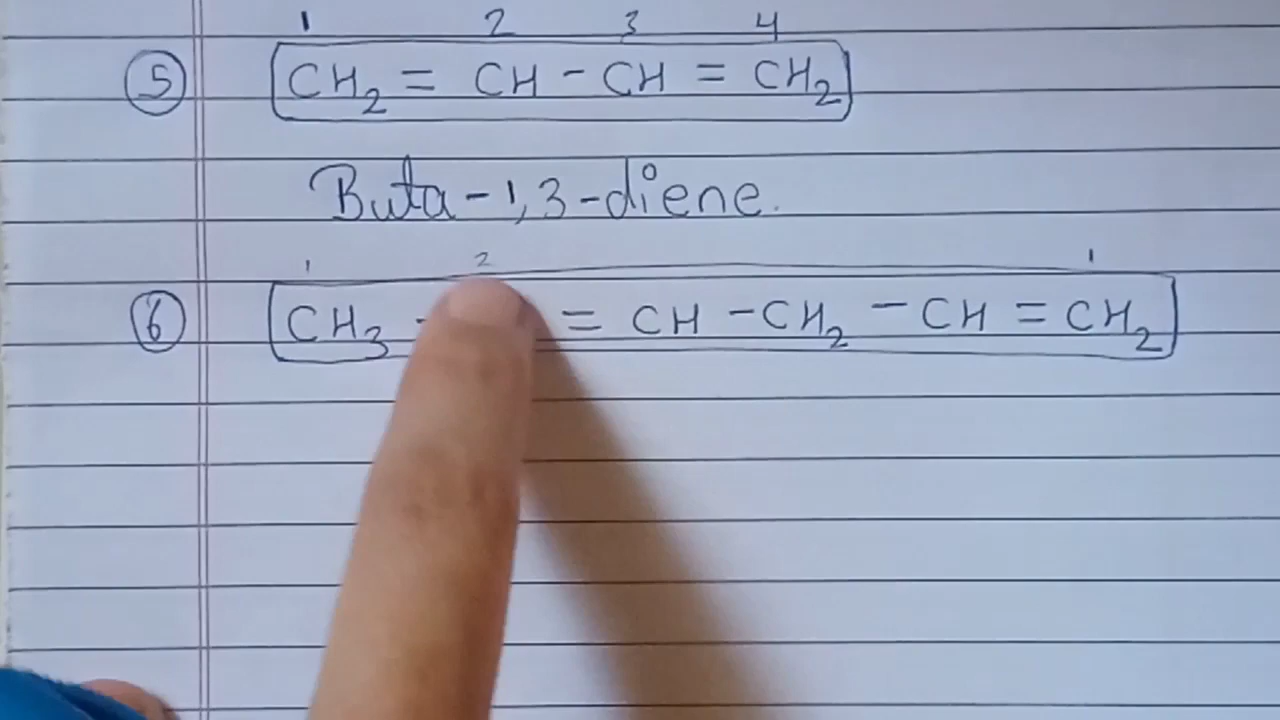 1 2 3 4
5 CH₂ = CH - CH = CH₂
Buta-1,3-diene.
1 2 1
6 CH₃ - = CH - CH₂ - CH = CH₂